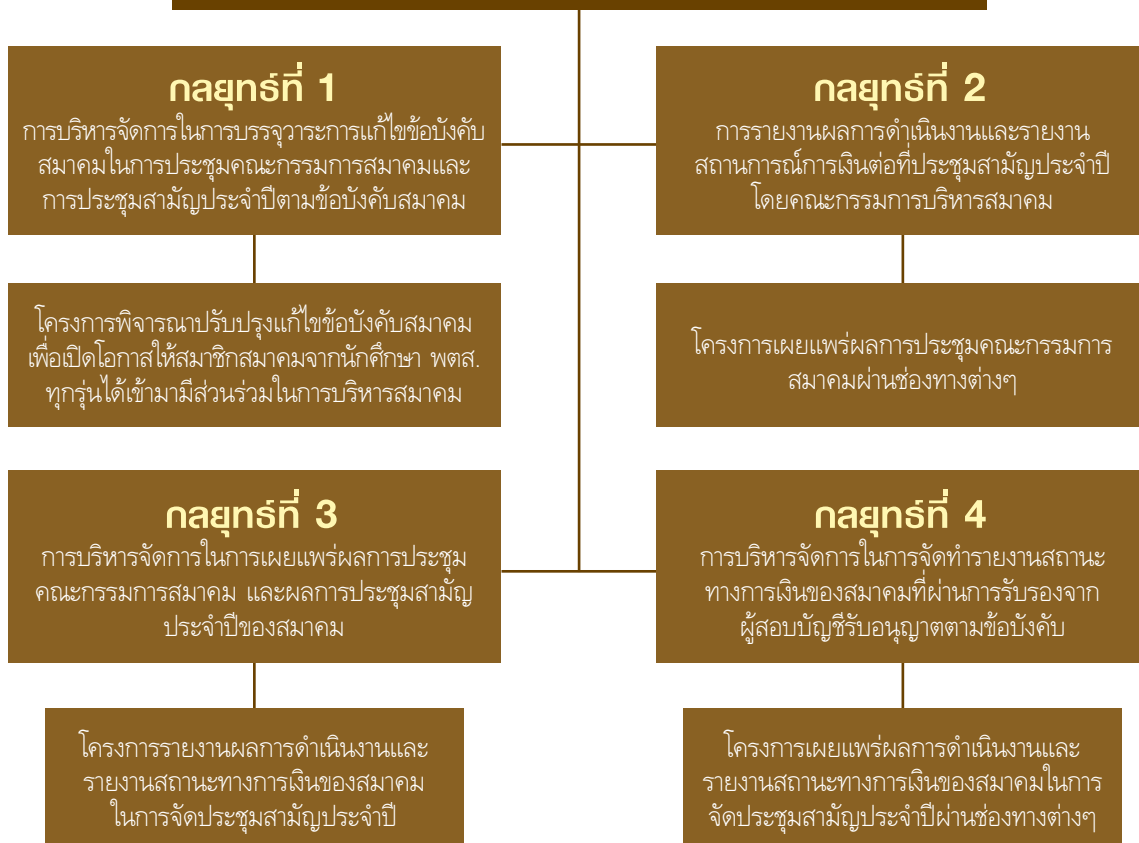 กลยุทธ์ที่ 1
การบริหารจัดการในการบรรจุวาระการแก้ไขข้อบังคับ
สมาคมในการประชุมคณะกรรมการสมาคมและ
การประชุมสามัญประจำปีตามข้อบังคับสมาคม
กลยุทธ์ที่ 2
การรายงานผลการดำเนินงานและรายงาน
สถานการณ์การเงินต่อที่ประชุมสามัญประจำปี
โดยคณะกรรมการบริหารสมาคม
โครงการพิจารณาปรับปรุงแก้ไขข้อบังคับสมาคม
เพื่อเปิดโอกาสให้สมาชิกสมาคมจากนักศึกษา พตส.
ทุกรุ่นได้เข้ามามีส่วนร่วมในการบริหารสมาคม
โครงการเผยแพร่ผลการประชุมคณะกรรมการ
สมาคมผ่านช่องทางต่างๆ
กลยุทธ์ที่ 3
การบริหารจัดการในการเผยแพร่ผลการประชุม
คณะกรรมการสมาคม และผลการประชุมสามัญ
ประจำปีของสมาคม
กลยุทธ์ที่ 4
การบริหารจัดการในการจัดทำรายงานสถานะ
ทางการเงินของสมาคมที่ผ่านการรับรองจาก
ผู้สอบบัญชีรับอนุญาตตามข้อบังคับ
โครงการรายงานผลการดำเนินงานและ
รายงานสถานะทางการเงินของสมาคม
ในการจัดประชุมสามัญประจำปี
โครงการเผยแพร่ผลการดำเนินงานและ
รายงานสถานะทางการเงินของสมาคมในการ
จัดประชุมสามัญประจำปีผ่านช่องทางต่างๆ